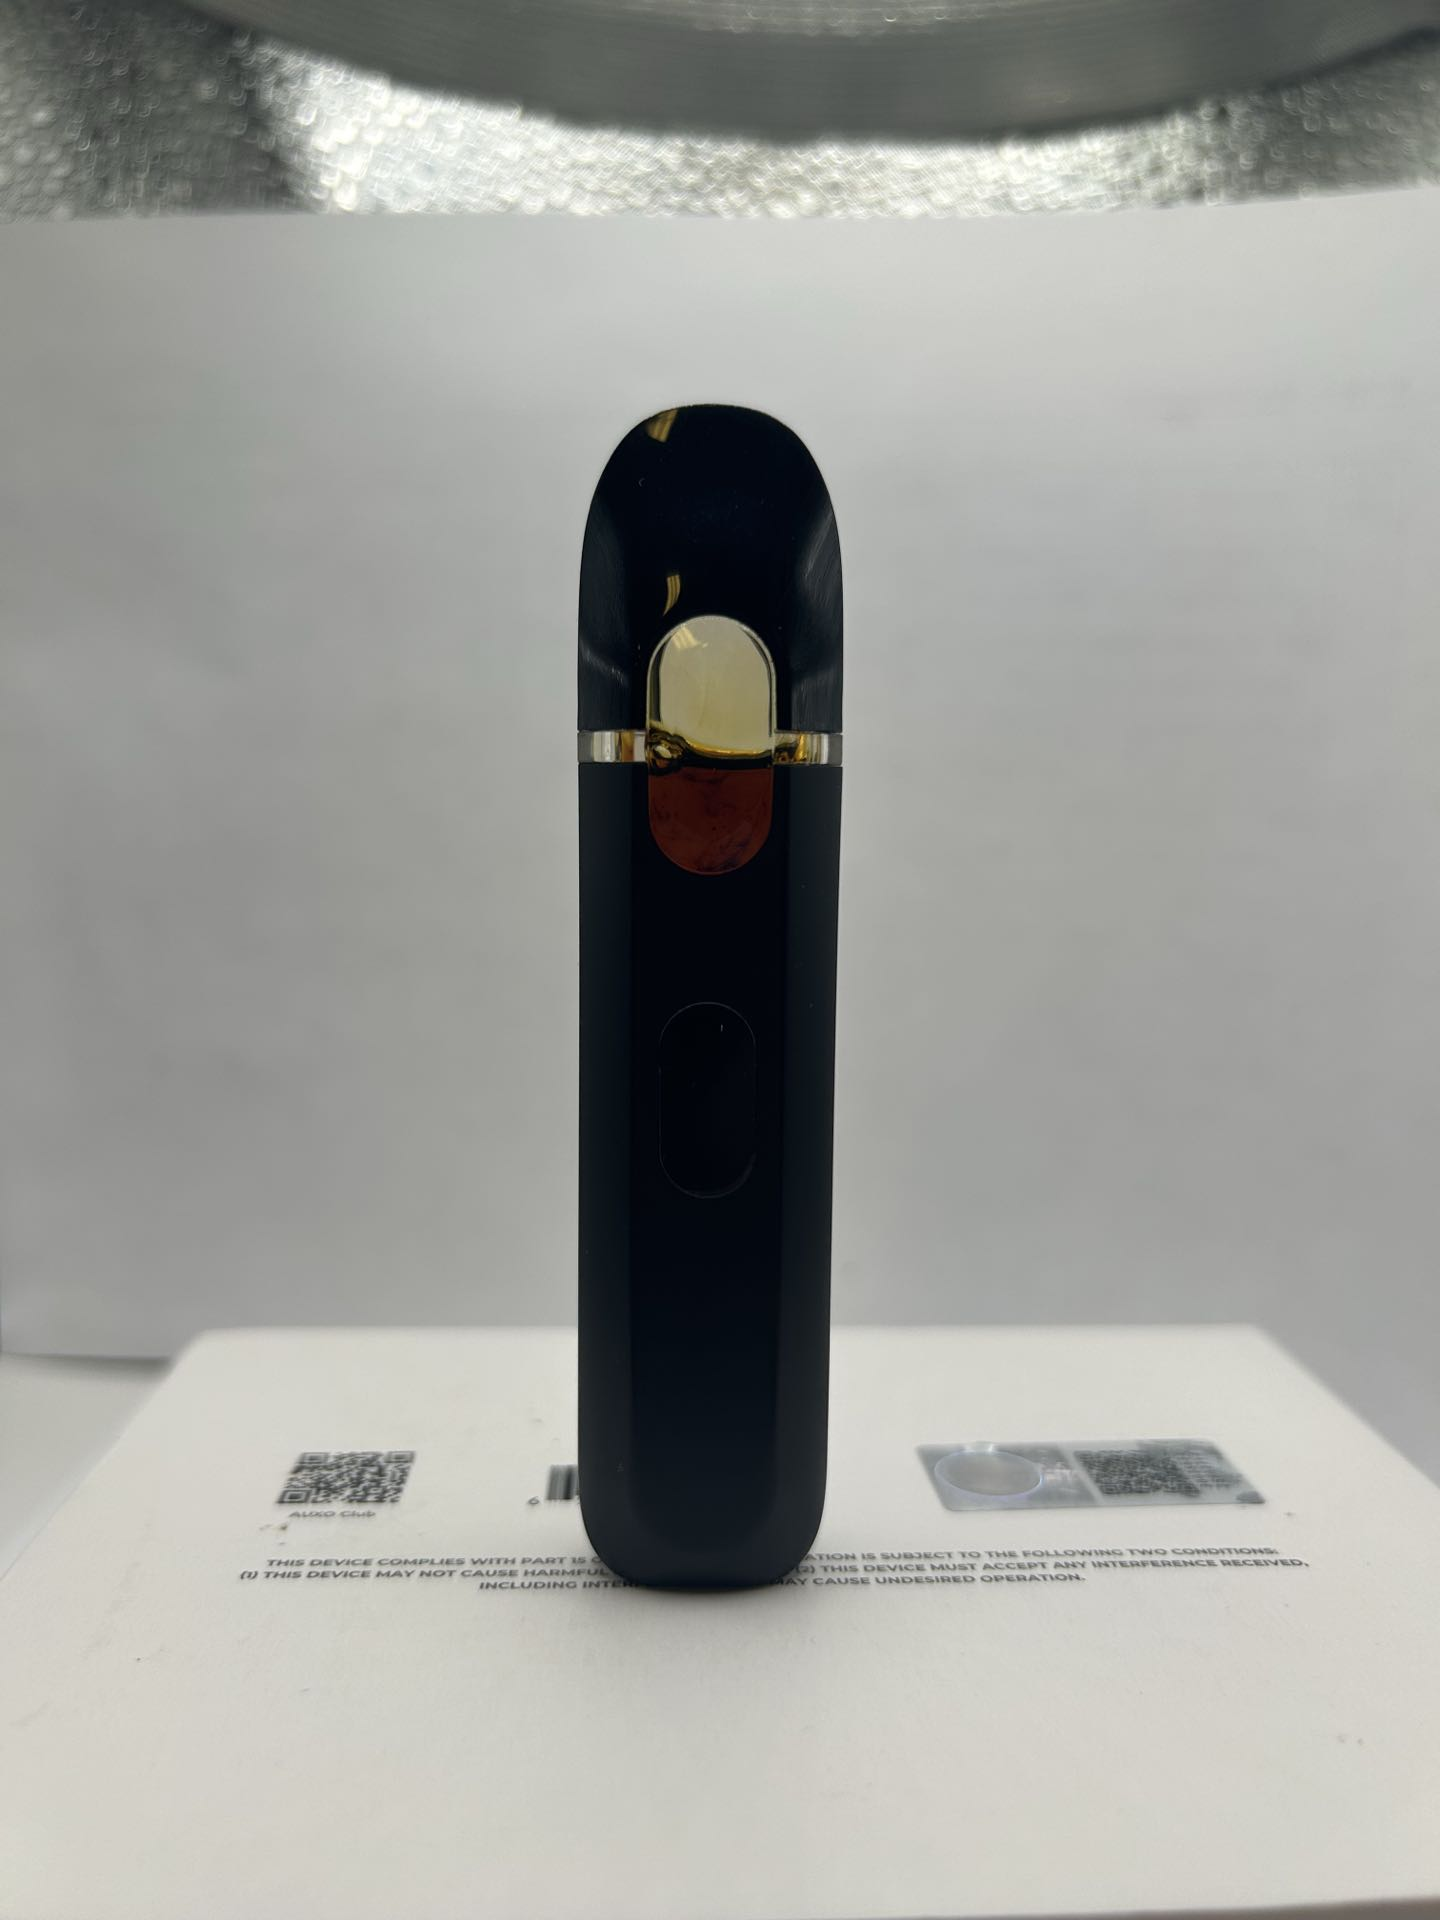 AUXO Club
6
THIS DEVICE COMPLIES WITH PART 15 ATION IS SUBJECT TO THE FOLLOWING TWO CONDITIONS:
(1) THIS DEVICE MAY NOT CAUSE HARMFUL (2) THIS DEVICE MUST ACCEPT ANY INTERFERENCE RECEIVED,
INCLUDING INTER MAY CAUSE UNDESIRED OPERATION.